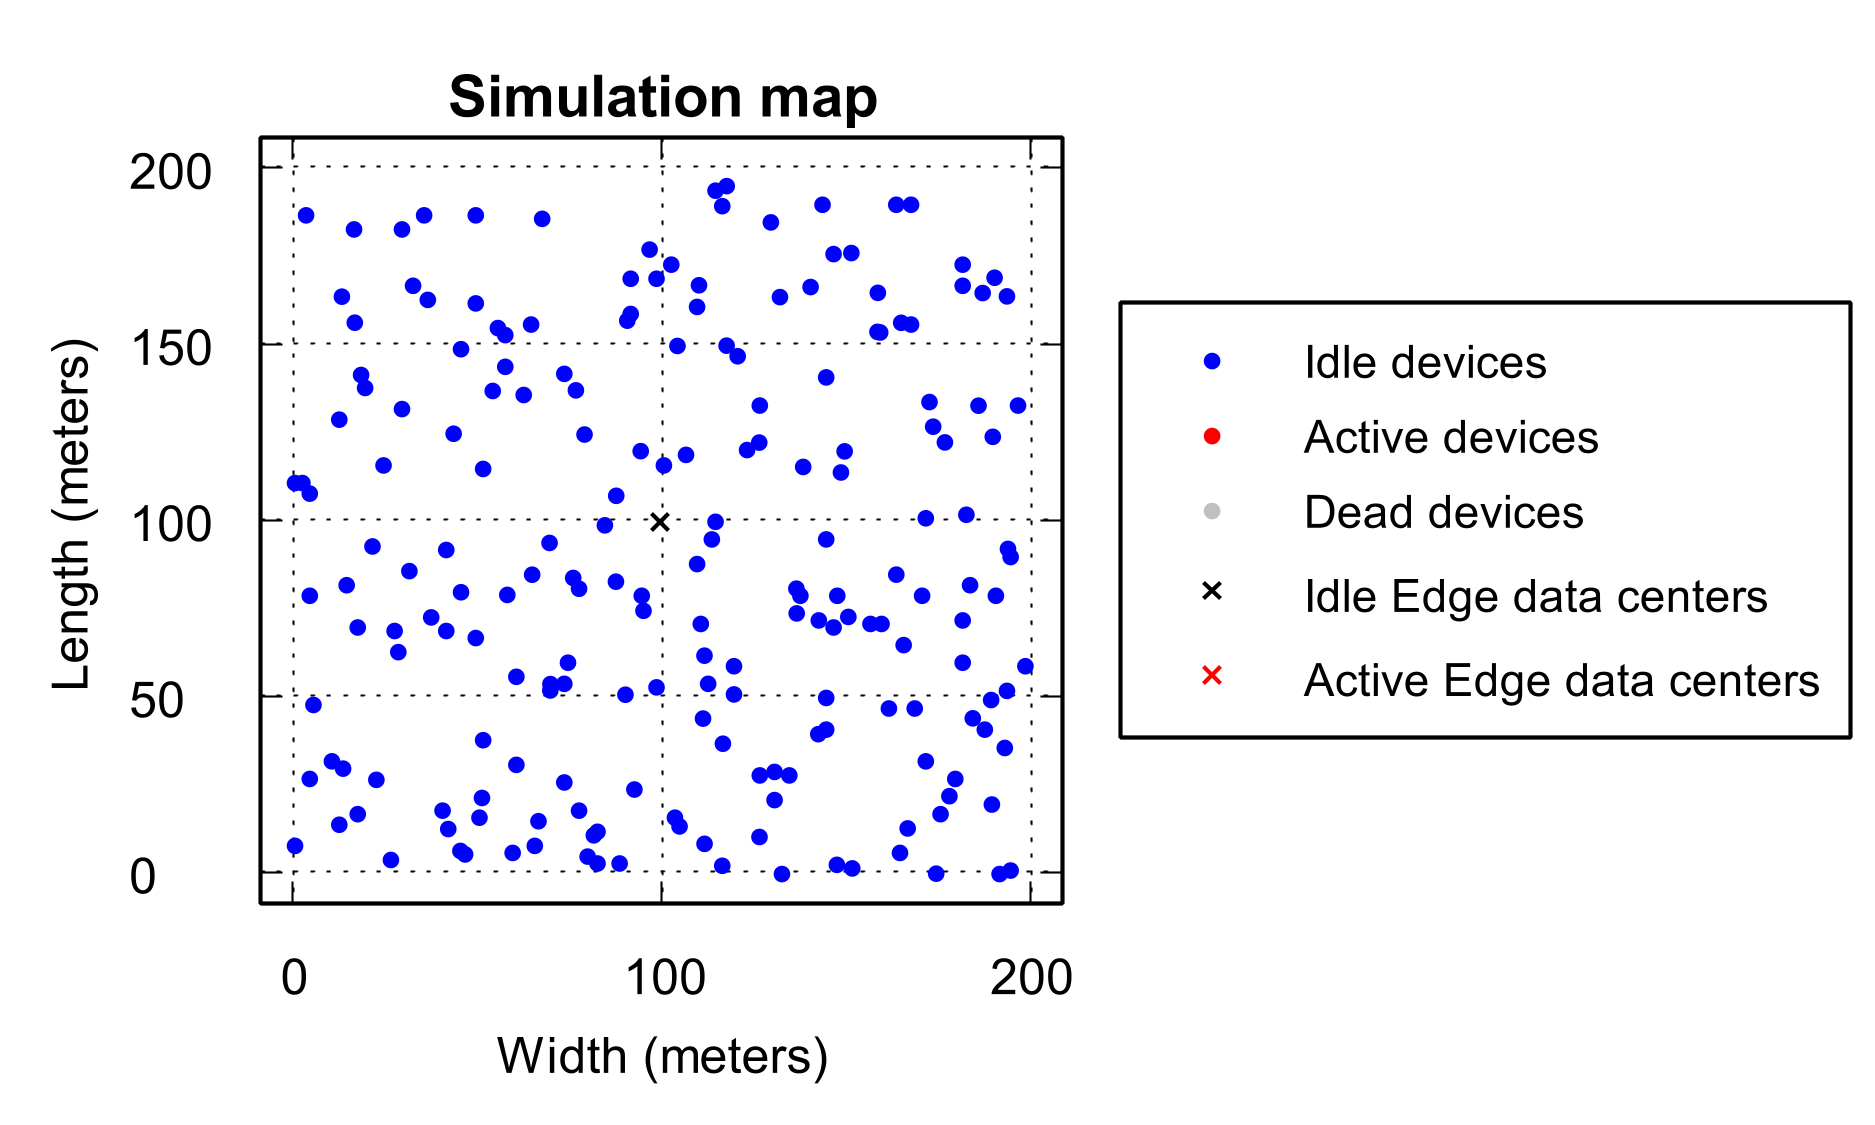 Simulation map
200
150
100
50
0
Length (meters)
0 100 200
Width (meters)
Idle devices
Active devices
Dead devices
Idle Edge data centers
Active Edge data centers